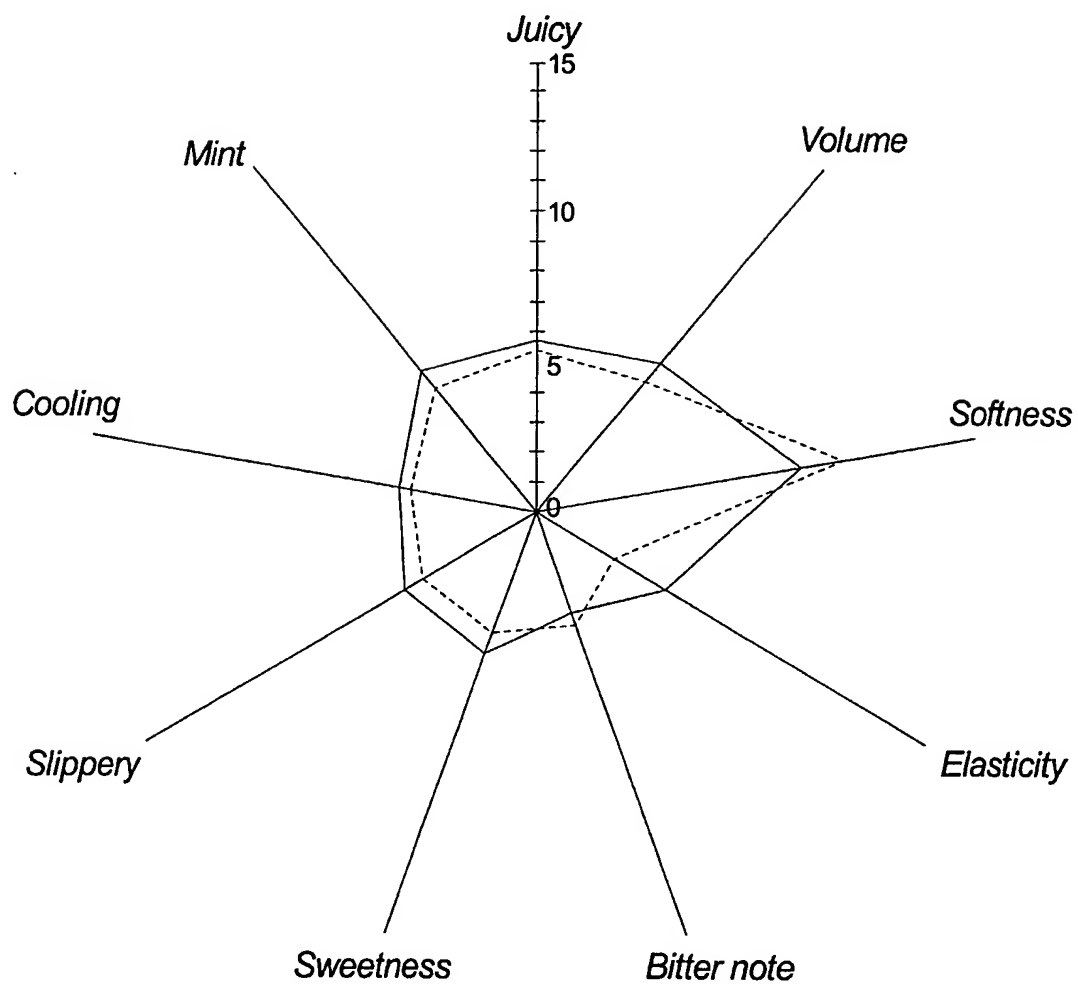 Juicy
15
Volume
Mint
10
5
Cooling
Softness
0
Slippery
Elasticity
Sweetness
Bitter note